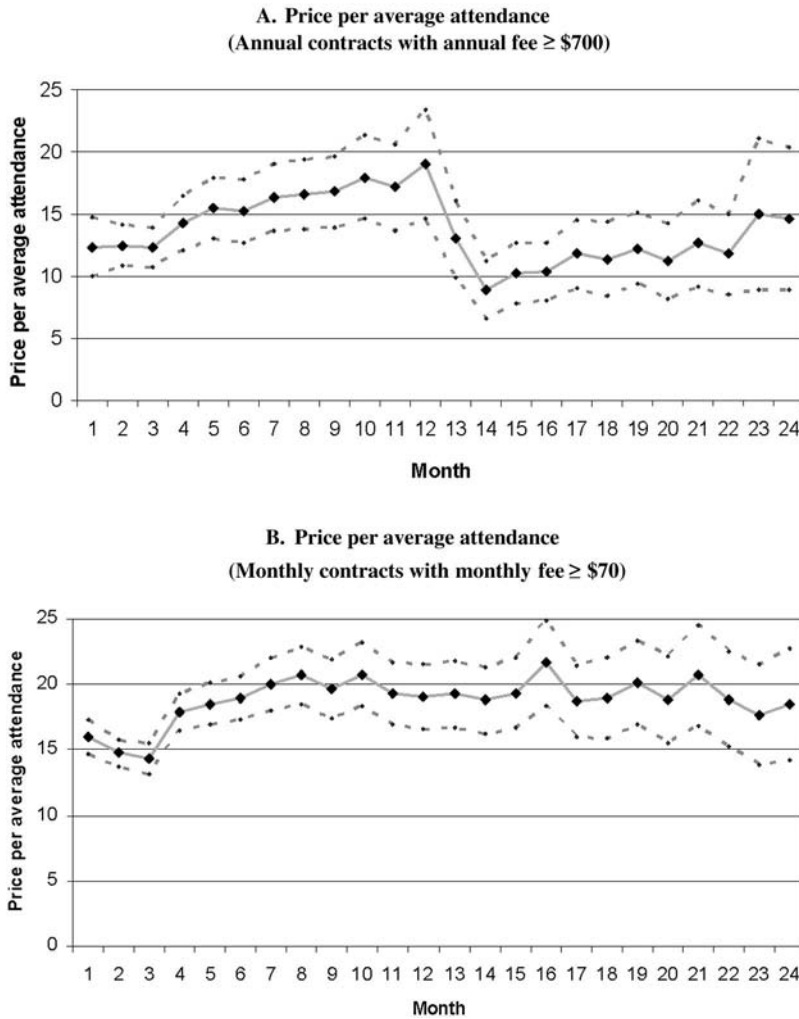 A. Price per average attendance
(Annual contracts with annual fee ≥ $700)
25
20
15
10
5
0
Price per average attendance
1 2 3 4 5 6 7 8 9 10 11 12 13 14 15 16 17 18 19 20 21 22 23 24
Month
B. Price per average attendance
(Monthly contracts with monthly fee ≥ $70)
25
20
15
10
5
0
Price per average attendance
1 2 3 4 5 6 7 8 9 10 11 12 13 14 15 16 17 18 19 20 21 22 23 24
Month